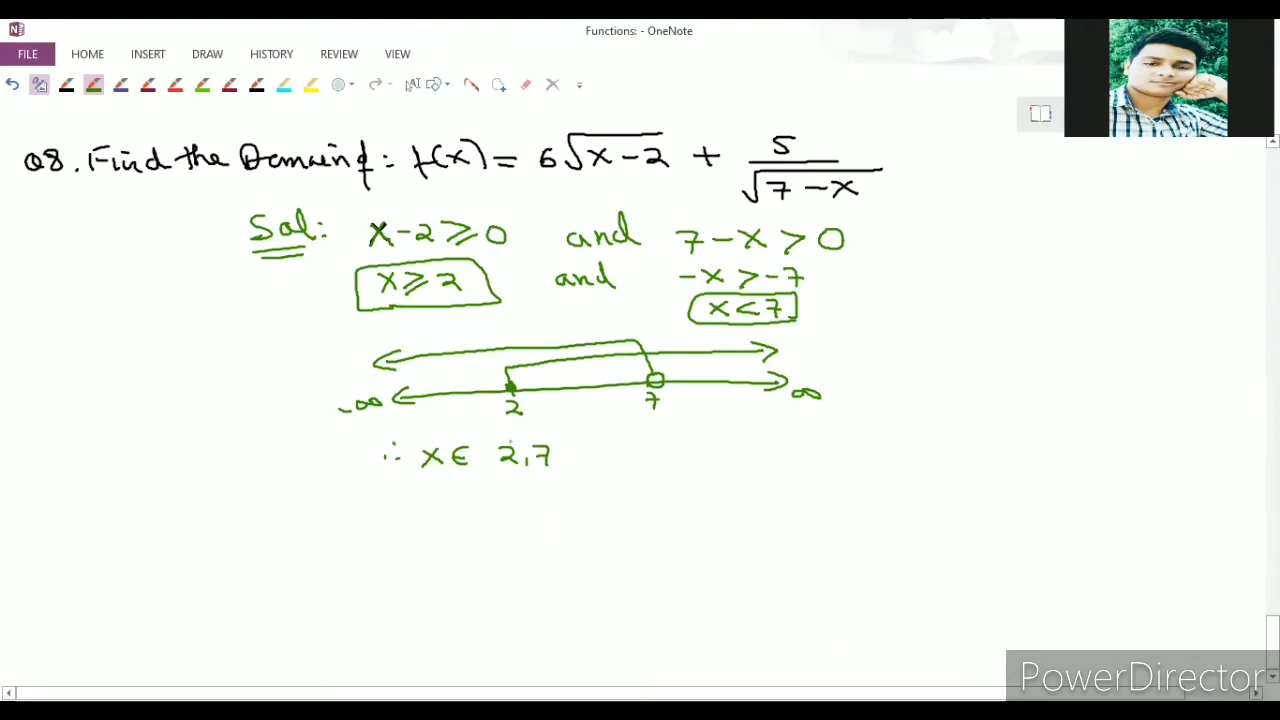 Functions: - OneNote
FILE HOME INSERT DRAW HISTORY REVIEW VIEW
Q8. Find the Domain of : f(x) = 6√(x-2) + 5/√(7-x)
Sol: x-2 ≥ 0 and 7-x > 0
x ≥ 2 and -x > -7
x < 7
-∞ 2 7 ∞
∴ x ∈ 2,7
PowerDirector